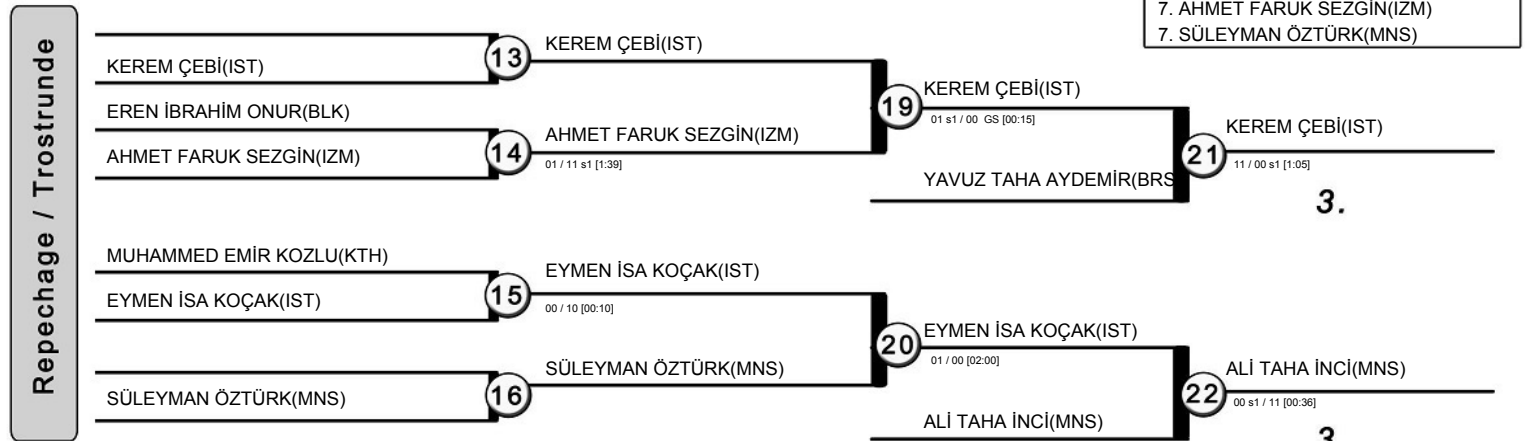 7. AHMET FARUK SEZGİN(IZM)
7. SÜLEYMAN ÖZTÜRK(MNS)
Repechage / Trostrunde
KEREM ÇEBİ(IST)
13
KEREM ÇEBİ(IST)
EREN İBRAHİM ONUR(BLK)
AHMET FARUK SEZGİN(IZM)
14
AHMET FARUK SEZGİN(IZM)
01 / 11 s1 [1:39]
19
KEREM ÇEBİ(IST)
01 s1 / 00 GS [00:15]
YAVUZ TAHA AYDEMİR(BRS
21
KEREM ÇEBİ(IST)
11 / 00 s1 [1:05]
3.
MUHAMMED EMİR KOZLU(KTH)
EYMEN İSA KOÇAK(IST)
15
EYMEN İSA KOÇAK(IST)
00 / 10 [00:10]
SÜLEYMAN ÖZTÜRK(MNS)
16
SÜLEYMAN ÖZTÜRK(MNS)
20
EYMEN İSA KOÇAK(IST)
01 / 00 [02:00]
ALİ TAHA İNCİ(MNS)
22
ALİ TAHA İNCİ(MNS)
00 s1 / 11 [00:36]
3